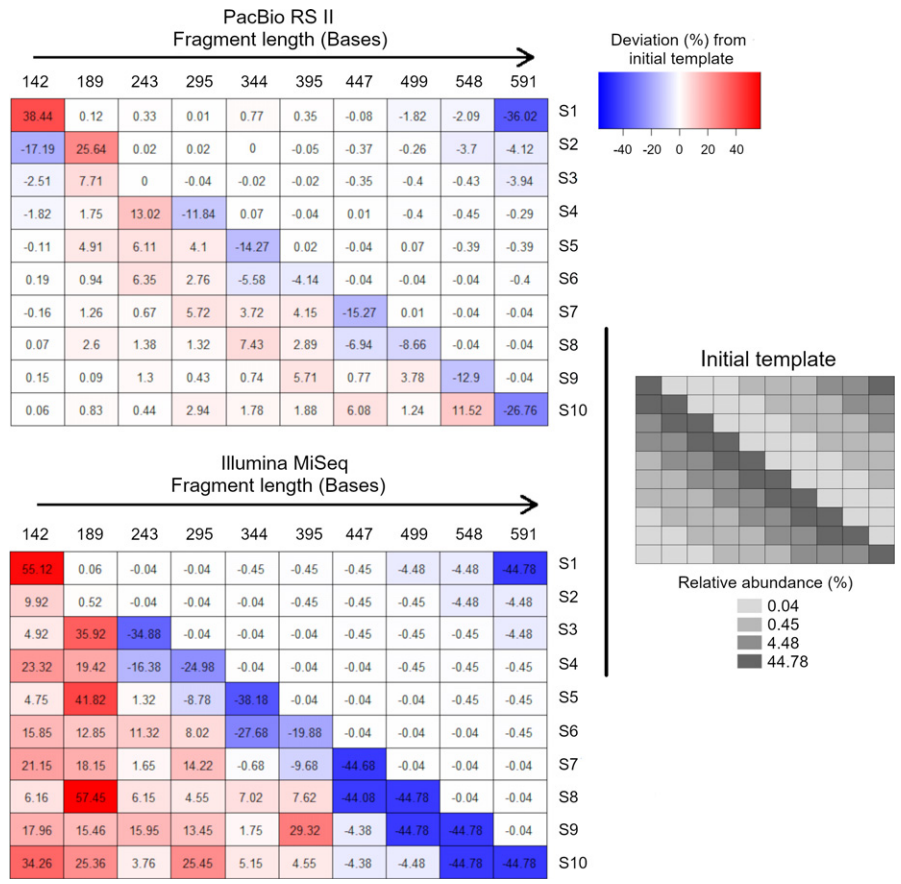 PacBio RS II
Fragment length (Bases)
142 189 243 295 344 395 447 499 548 591
38.44 0.12 0.33 0.01 0.77 0.35 -0.08 -1.82 -2.09 -36.02 S1
-17.19 25.64 0.02 0.02 0 -0.05 -0.37 -0.26 -3.7 -4.12 S2
-2.51 7.71 0 -0.04 -0.02 -0.02 -0.35 -0.4 -0.43 -3.94 S3
-1.82 1.75 13.02 -11.84 0.07 -0.04 0.01 -0.4 -0.45 -0.29 S4
-0.11 4.91 6.11 4.1 -14.27 0.02 -0.04 0.07 -0.39 -0.39 S5
0.19 0.94 6.35 2.76 -5.58 -4.14 -0.04 -0.04 -0.04 -0.4 S6
-0.16 1.26 0.67 5.72 3.72 4.15 -15.27 0.01 -0.04 -0.04 S7
0.07 2.6 1.38 1.32 7.43 2.89 -6.94 -8.66 -0.04 -0.04 S8
0.15 0.09 1.3 0.43 0.74 5.71 0.77 3.78 -12.9 -0.04 S9
0.06 0.83 0.44 2.94 1.78 1.88 6.08 1.24 11.52 -26.76 S10
Deviation (%) from
initial template
-40 -20 0 20 40
Illumina MiSeq
Fragment length (Bases)
142 189 243 295 344 395 447 499 548 591
55.12 0.06 -0.04 -0.04 -0.45 -0.45 -0.45 -4.48 -4.48 -44.78 S1
9.92 0.52 -0.04 -0.04 -0.04 -0.45 -0.45 -0.45 -4.48 -4.48 S2
4.92 35.92 -34.88 -0.04 -0.04 -0.04 -0.45 -0.45 -0.45 -4.48 S3
23.32 19.42 -16.38 -24.98 -0.04 -0.04 -0.04 -0.45 -0.45 -0.45 S4
4.75 41.82 1.32 -8.78 -38.18 -0.04 -0.04 -0.04 -0.45 -0.45 S5
15.85 12.85 11.32 8.02 -27.68 -19.88 -0.04 -0.04 -0.04 -0.45 S6
21.15 18.15 1.65 14.22 -0.68 -9.68 -44.68 -0.04 -0.04 -0.04 S7
6.16 57.45 6.15 4.55 7.02 7.62 -44.08 -44.78 -0.04 -0.04 S8
17.96 15.46 15.95 13.45 1.75 29.32 -4.38 -44.78 -44.78 -0.04 S9
34.26 25.36 3.76 25.45 5.15 4.55 -4.38 -4.48 -44.78 -44.78 S10
Initial template
Relative abundance (%)
0.04
0.45
4.48
44.78